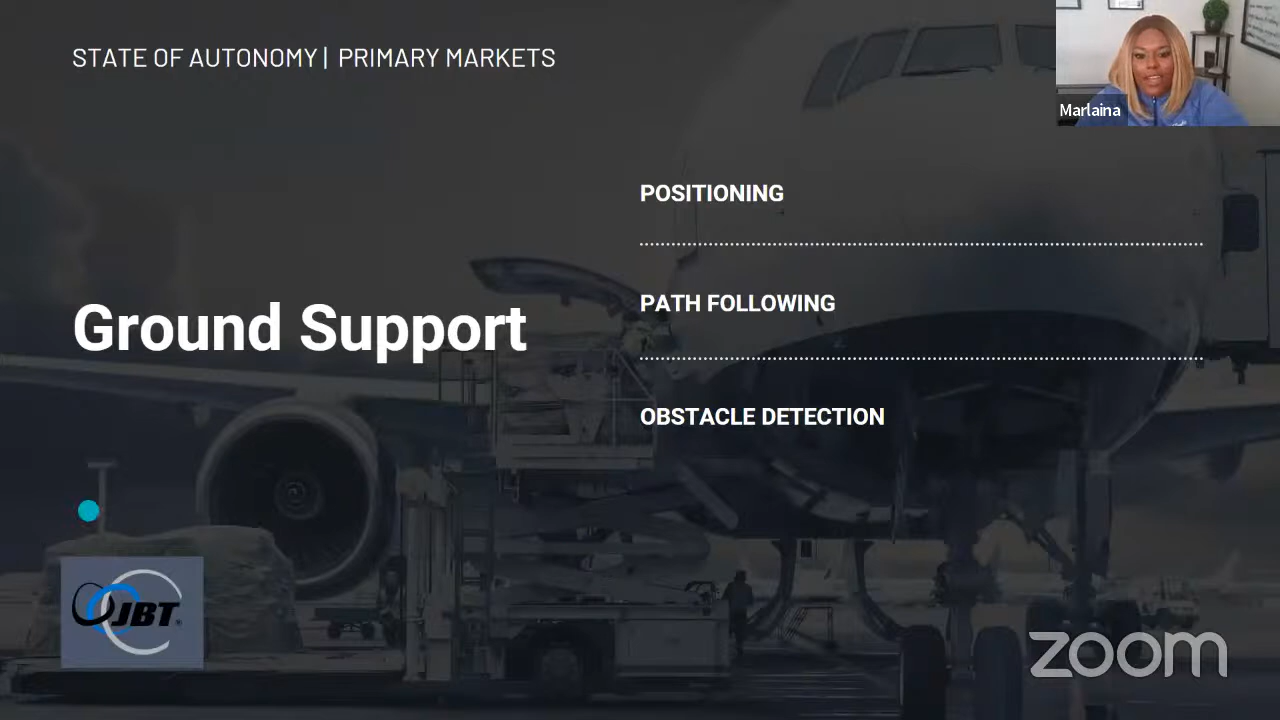 STATE OF AUTONOMY | PRIMARY MARKETS
Marlaina
POSITIONING
PATH FOLLOWING
Ground Support
OBSTACLE DETECTION
JBT
zoom